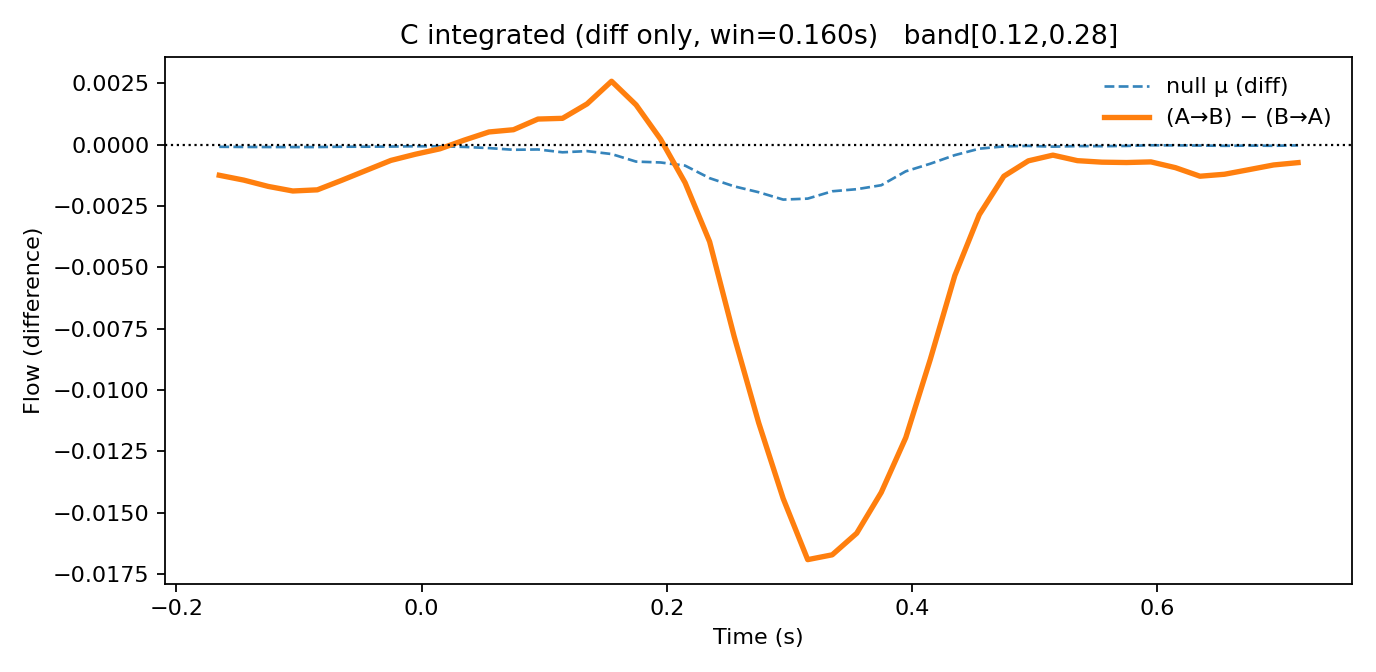 C integrated (diff only, win=0.160s)   band[0.12,0.28]
null μ (diff)
(A→B) − (B→A)
Flow (difference)
0.0025
0.0000
−0.0025
−0.0050
−0.0075
−0.0100
−0.0125
−0.0150
−0.0175
−0.2
0.0
0.2
0.4
0.6
Time (s)